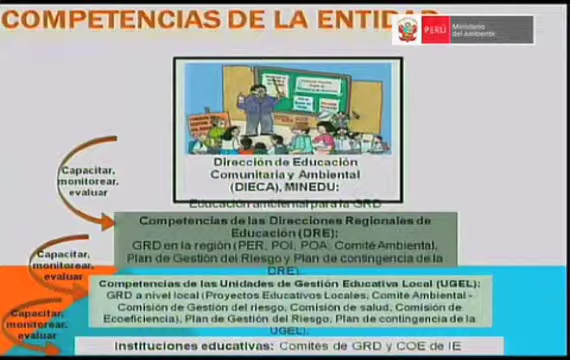 COMPETENCIAS DE LA ENTIDAD
PERÚ
Ministerio
del Ambiente
Dirección de Educación
Comunitaria y Ambiental
(DIECA), MINEDU:
Educación ambiental para la GRD
Capacitar,
monitorear,
evaluar
Competencias de las Direcciones Regionales de
Educación (DRE):
GRD en la región (PER, POI, POA; Comité Ambiental,
Plan de Gestión del Riesgo y Plan de contingencia de la
DRE).
Capacitar,
monitorear,
evaluar
Competencias de las Unidades de Gestión Educativa Local (UGEL):
GRD a nivel local (Proyectos Educativos Locales, Comité Ambiental -
Comisión de Gestión del riesgo, Comisión de salud, Comisión de
Ecoeficiencia), Plan de Gestión del Riesgo, Plan de contingencia de la
UGEL).
Capacitar,
monitorear,
evaluar
Instituciones educativas: Comités de GRD y COE de IE